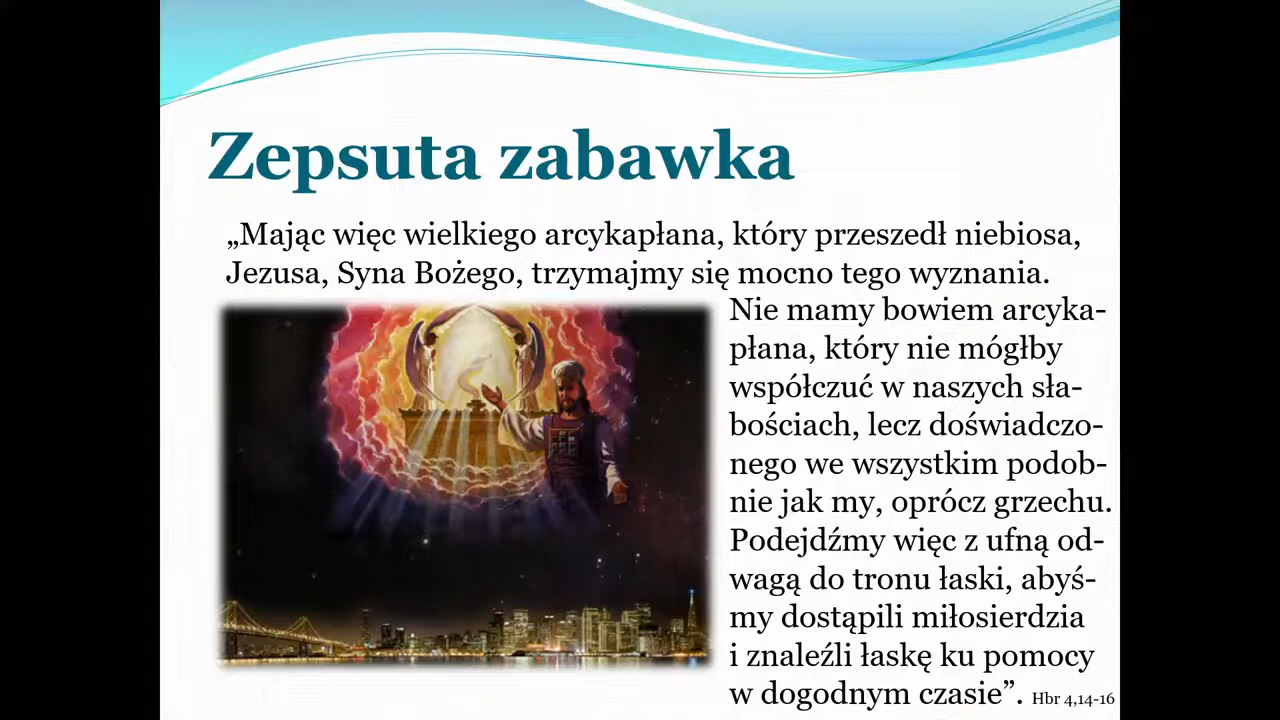 Zepsuta zabawka
„Mając więc wielkiego arcykapłana, który przeszedł niebiosa,
Jezusa, Syna Bożego, trzymajmy się mocno tego wyznania.
Nie mamy bowiem arcyka-
płana, który nie mógłby
współczuć w naszych sła-
bościach, lecz doświadczo-
nego we wszystkim podob-
nie jak my, oprócz grzechu.
Podejdźmy więc z ufną od-
wagą do tronu łaski, abyś-
my dostąpili miłosierdzia
i znaleźli łaskę ku pomocy
w dogodnym czasie”. Hbr 4,14-16